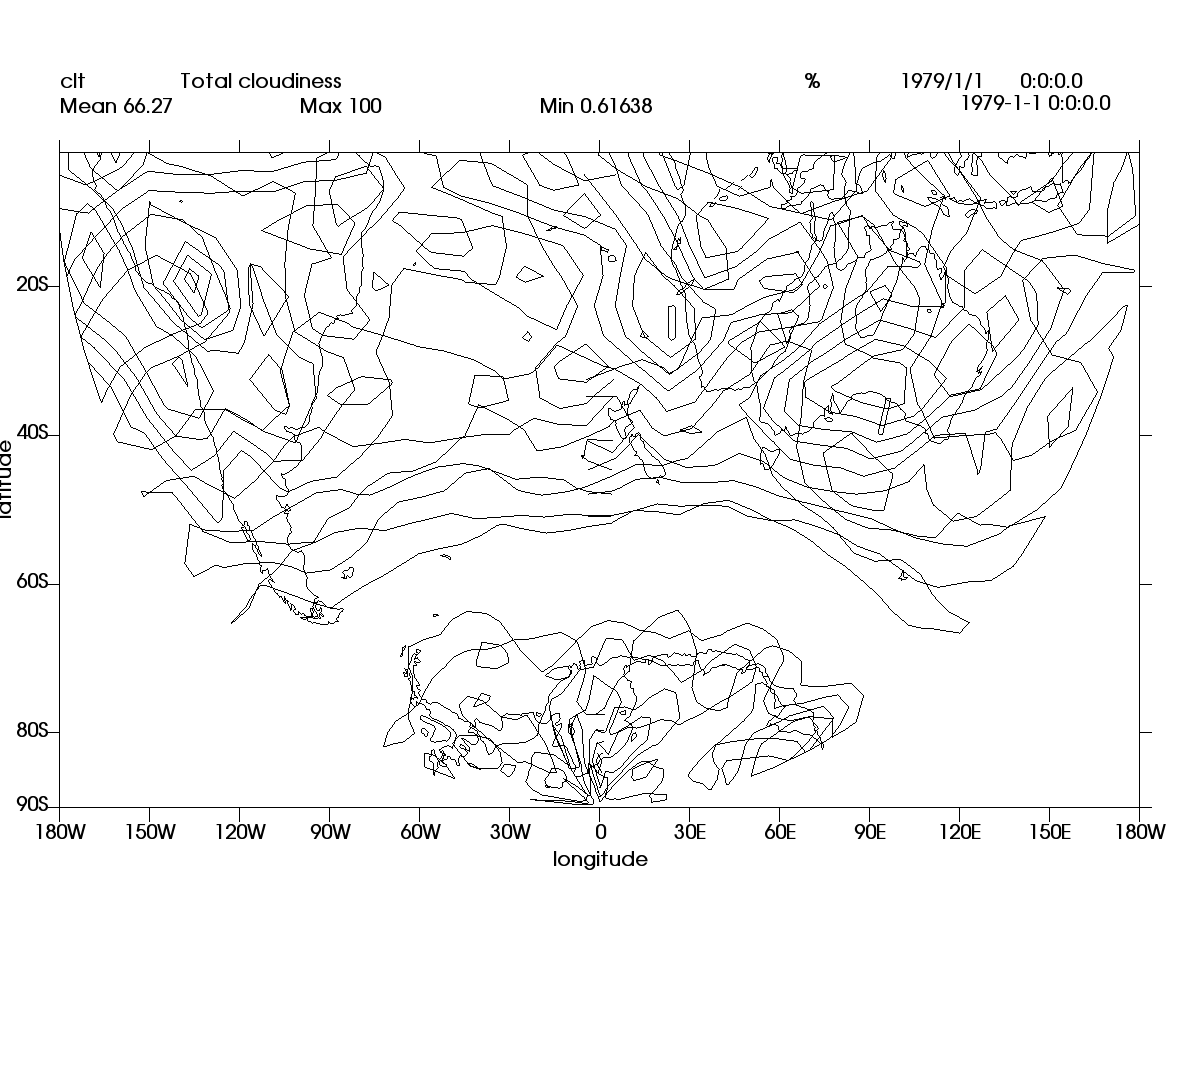 clt Total cloudiness % 1979/1/1 0:0:0.0
Mean 66.27 Max 100 Min 0.61638 1979-1-1 0:0:0.0
20S
40S
latitude
60S
80S
90S
180W 150W 120W 90W 60W 30W 0 30E 60E 90E 120E 150E 180W
longitude